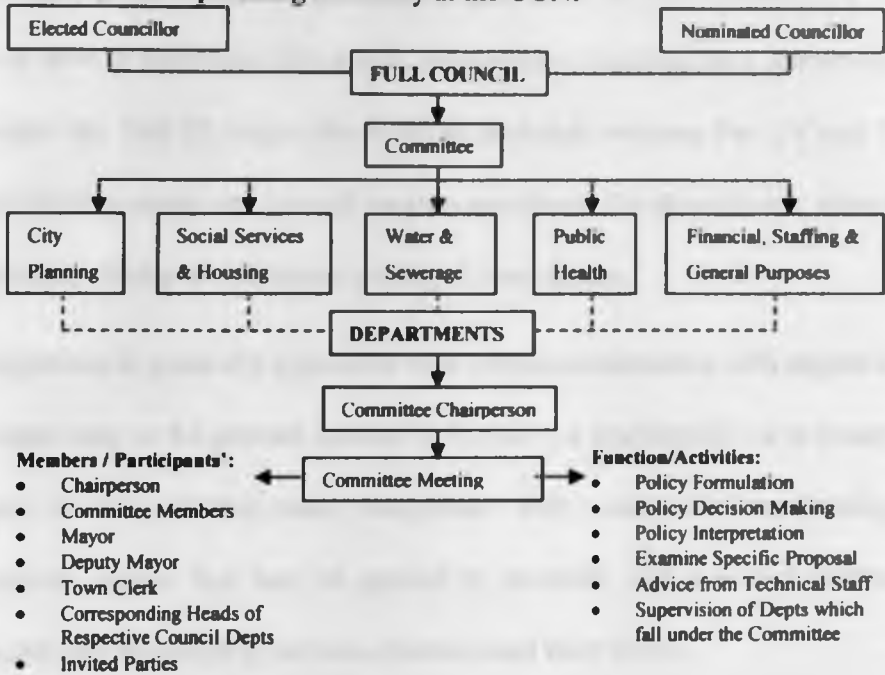 Elected Councillor
Nominated Councillor
FULL COUNCIL
Committee
City
Planning
Social Services
& Housing
Water &
Sewerage
Public
Health
Financial, Staffing &
General Purposes
DEPARTMENTS
Committee Chairperson
Committee Meeting
Members / Participants':
• Chairperson
• Committee Members
• Mayor
• Deputy Mayor
• Town Clerk
• Corresponding Heads of
Respective Council Depts
• Invited Parties
Function/Activities:
• Policy Formulation
• Policy Decision Making
• Policy Interpretation
• Examine Specific Proposal
• Advice from Technical Staff
• Supervision of Depts which
fall under the Committee